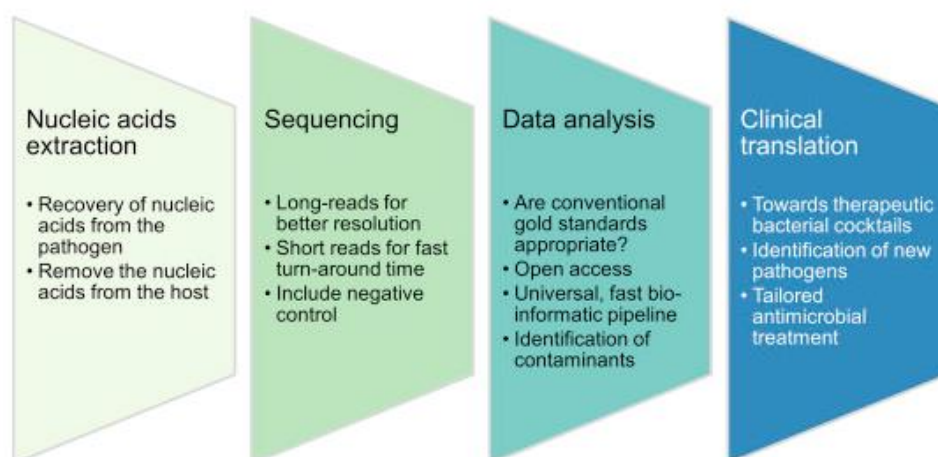 Nucleic acids
extraction
• Recovery of nucleic
acids from the
pathogen
• Remove the nucleic
acids from the host
Sequencing
• Long-reads for
better resolution
• Short reads for fast
turn-around time
• Include negative
control
Data analysis
• Are conventional
gold standards
appropriate?
• Open access
• Universal, fast bio-
informatic pipeline
• Identification of
contaminants
Clinical
translation
• Towards therapeutic
bacterial cocktails
• Identification of new
pathogens
• Tailored
antimicrobial
treatment